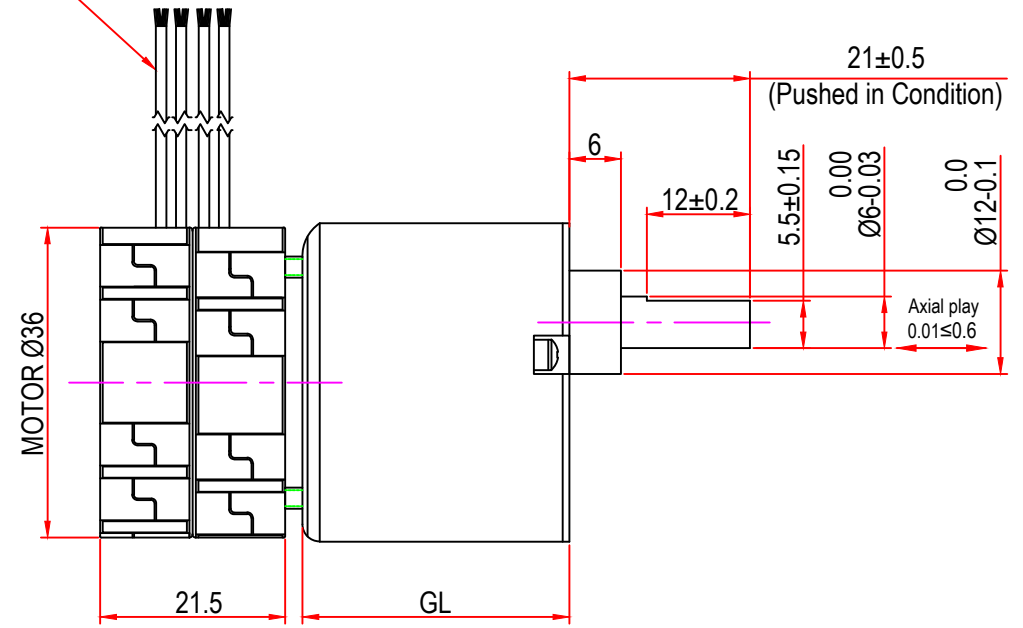 21±0.5
(Pushed in Condition)
6
12±0.2
5.5±0.15
0.00
Ø6-0.03
0.0
Ø12-0.1
Axial play
0.01≤0.6
MOTOR Ø36
21.5
GL